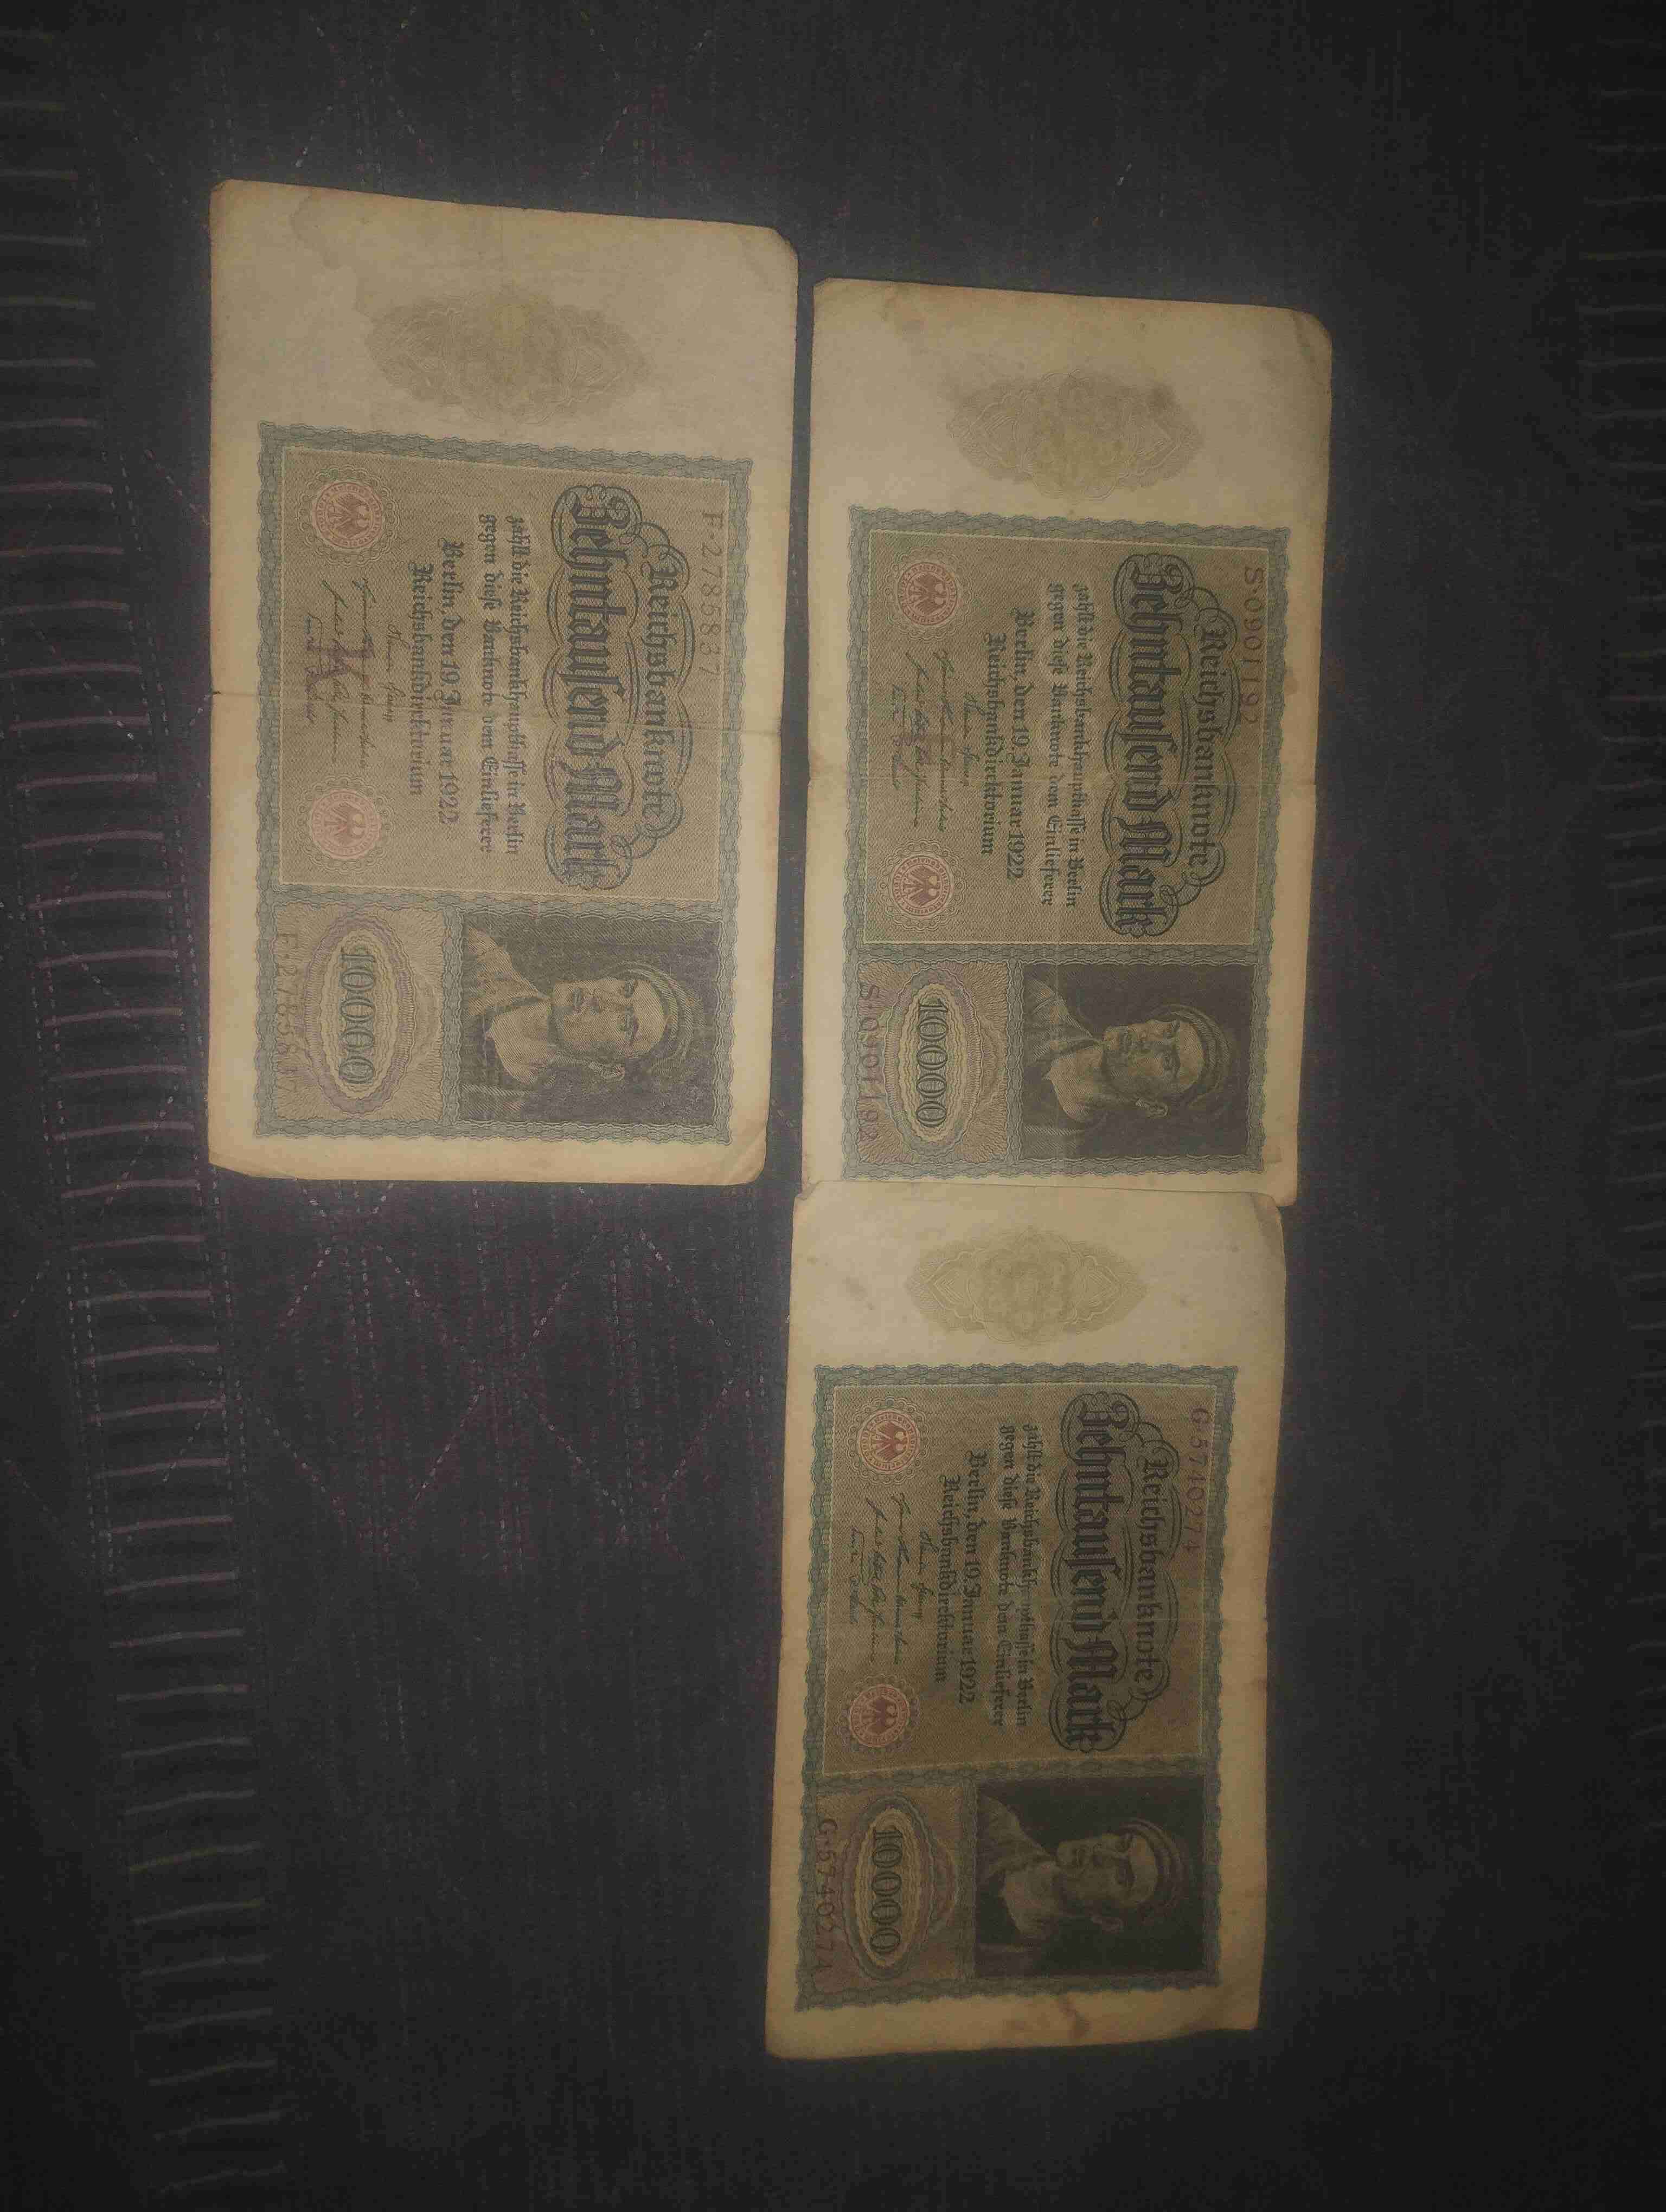 F·2785837
Reichsbanknote
Zehntausend Mark
zahlt die Reichsbankhauptkasse in Berlin
gegen diese Banknote dem Einlieferer
Berlin, den 19. Januar 1922
Reichsbankdirektorium
10000
F·2785837
S·0901192
Reichsbanknote
Zehntausend Mark
zahlt die Reichsbankhauptkasse in Berlin
gegen diese Banknote dem Einlieferer
Berlin, den 19. Januar 1922
Reichsbankdirektorium
10000
S·0901192
G·5740274
Reichsbanknote
Zehntausend Mark
zahlt die Reichsbankhauptkasse in Berlin
gegen diese Banknote dem Einlieferer
Berlin, den 19. Januar 1922
Reichsbankdirektorium
10000
G·5740274